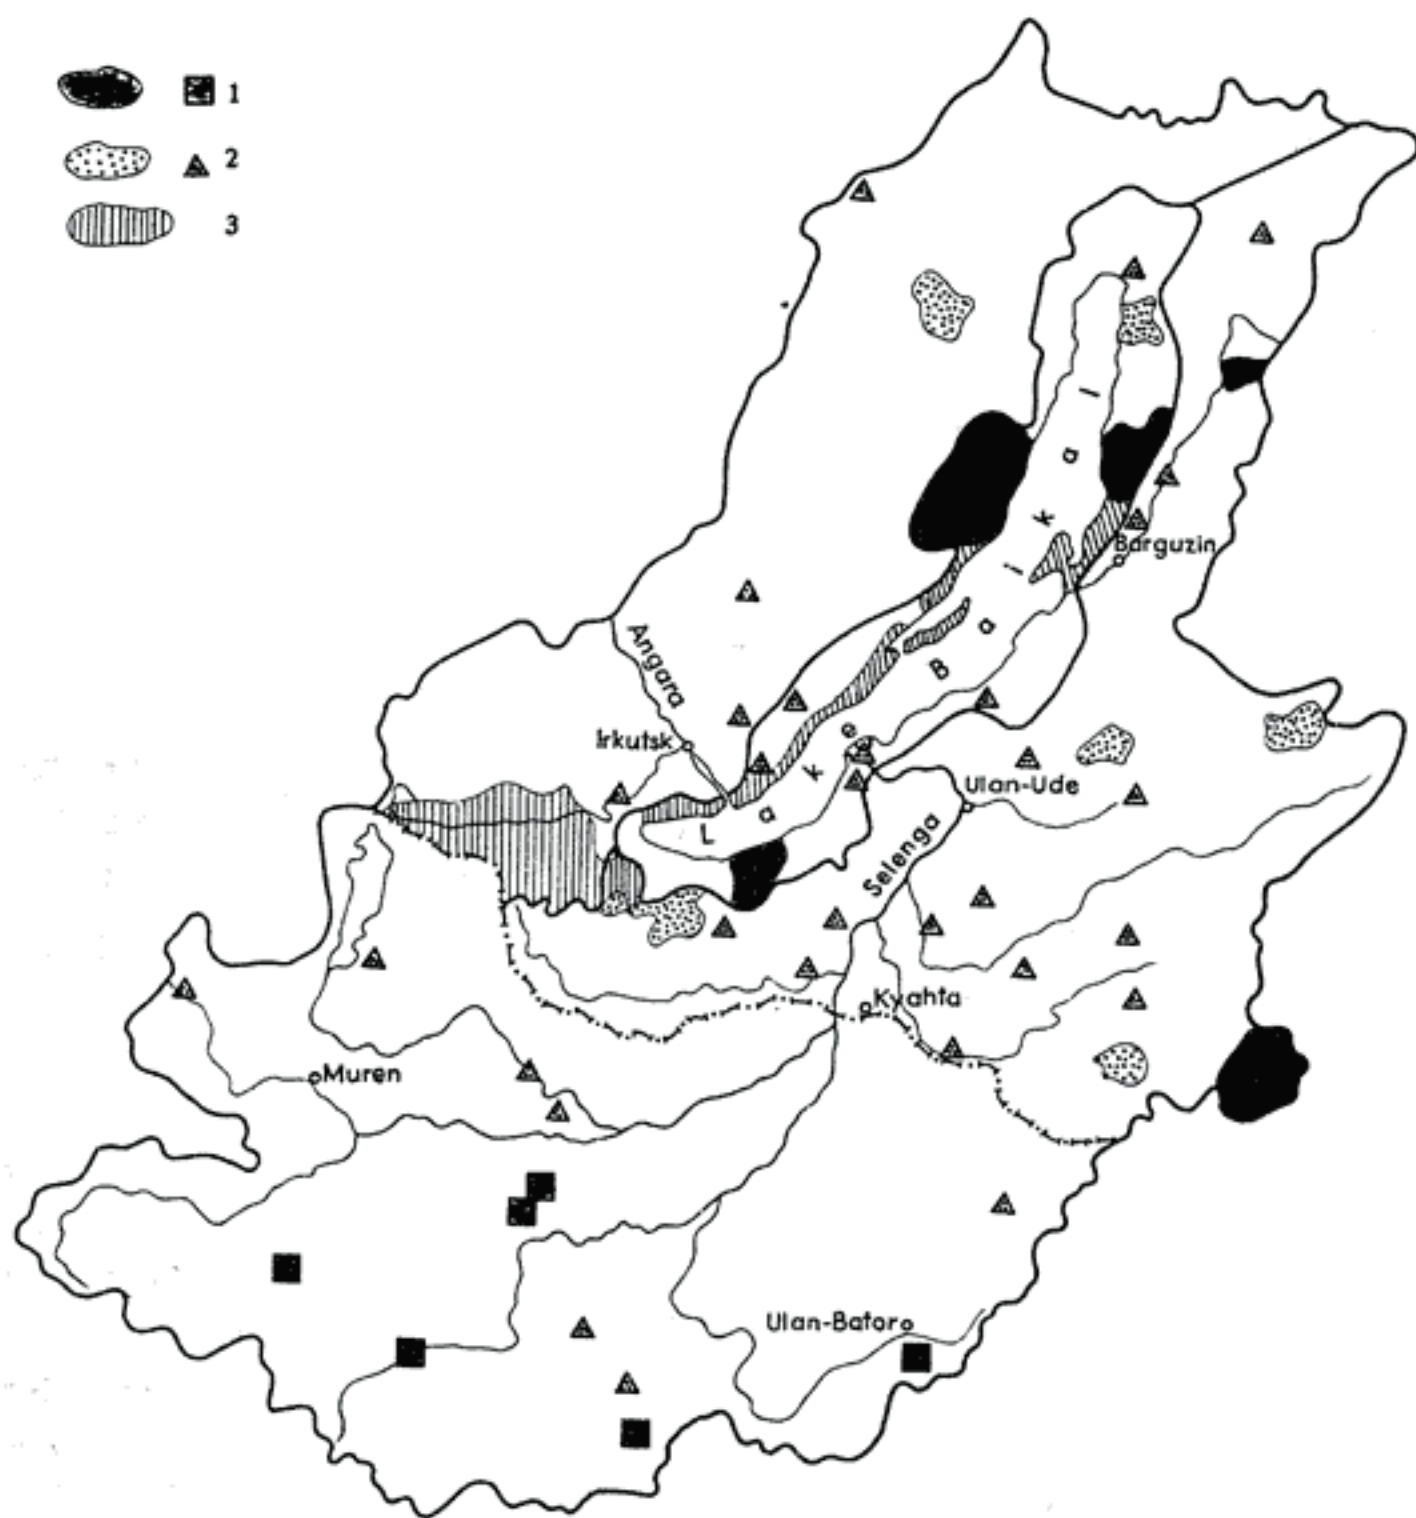 1
2
3
Angara
Irkutsk
Lake Baikal
Barguzin
Ulan-Ude
Selenga
Kyahta
Muren
Ulan-Bator